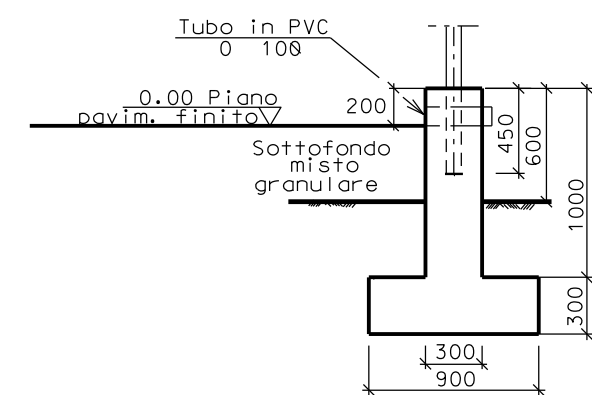 Tubo in PVC
0 100
0.00 Piano
pavim. finito
200
Sottofondo
misto
granulare
450
600
1000
300
300
900